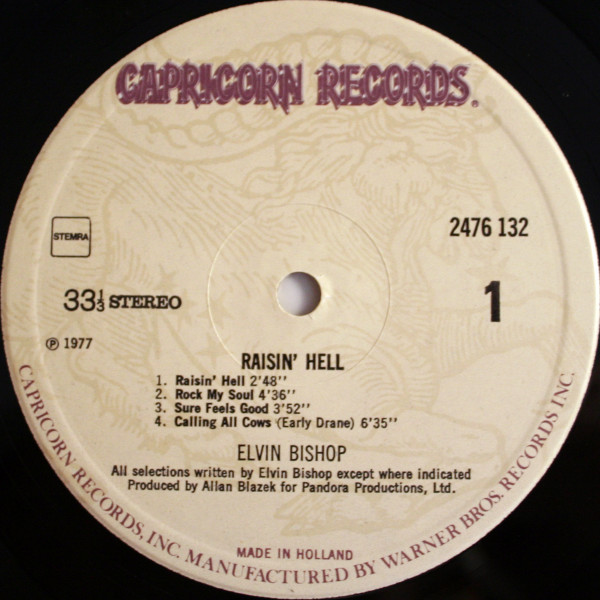 CAPRICORN RECORDS.
STEMRA
2476 132
33 1/3 STEREO
1
℗ 1977
RAISIN' HELL
1. Raisin' Hell 2'48''
2. Rock My Soul 4'36''
3. Sure Feels Good 3'52''
4. Calling All Cows (Early Drane) 6'35''
ELVIN BISHOP
All selections written by Elvin Bishop except where indicated
Produced by Allan Blazek for Pandora Productions, Ltd.
MADE IN HOLLAND
CAPRICORN RECORDS, INC. MANUFACTURED BY WARNER BROS. RECORDS INC.